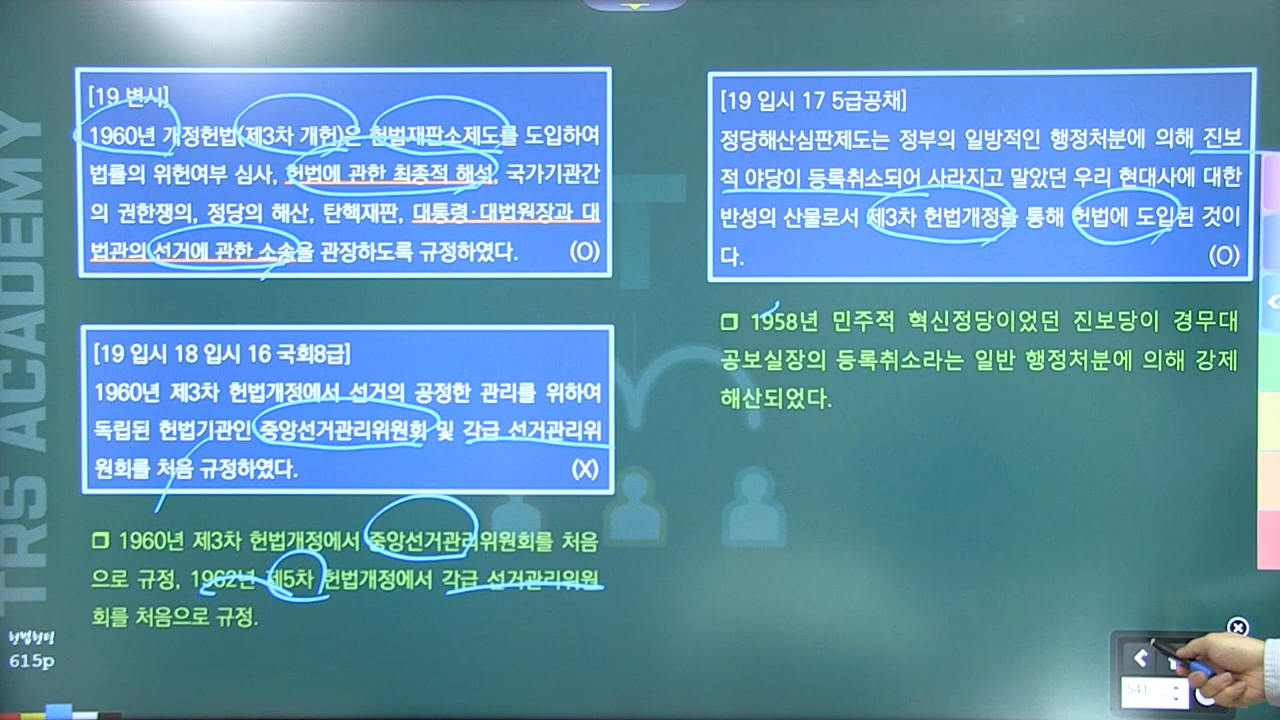 [19 변시]
1960년 개정헌법(제3차 개헌)은 헌법재판소제도를 도입하여
법률의 위헌여부 심사, 헌법에 관한 최종적 해석, 국가기관간
의 권한쟁의, 정당의 해산, 탄핵재판, 대통령·대법원장과 대
법관의 선거에 관한 소송을 관장하도록 규정하였다. (O)
[19 입시 18 입시 16 국회8급]
1960년 제3차 헌법개정에서 선거의 공정한 관리를 위하여
독립된 헌법기관인 중앙선거관리위원회 및 각급 선거관리위
원회를 처음 규정하였다. (X)
❒ 1960년 제3차 헌법개정에서 중앙선거관리위원회를 처음
으로 규정, 1962년 제5차 헌법개정에서 각급 선거관리위원
회를 처음으로 규정.
[19 입시 17 5급공채]
정당해산심판제도는 정부의 일방적인 행정처분에 의해 진보
적 야당이 등록취소되어 사라지고 말았던 우리 현대사에 대한
반성의 산물로서 제3차 헌법개정을 통해 헌법에 도입된 것이
다. (O)
❒ 1958년 민주적 혁신정당이었던 진보당이 경무대
공보실장의 등록취소라는 일반 행정처분에 의해 강제
해산되었다.
TRS ACADEMY
헌법헌팅
615p
541